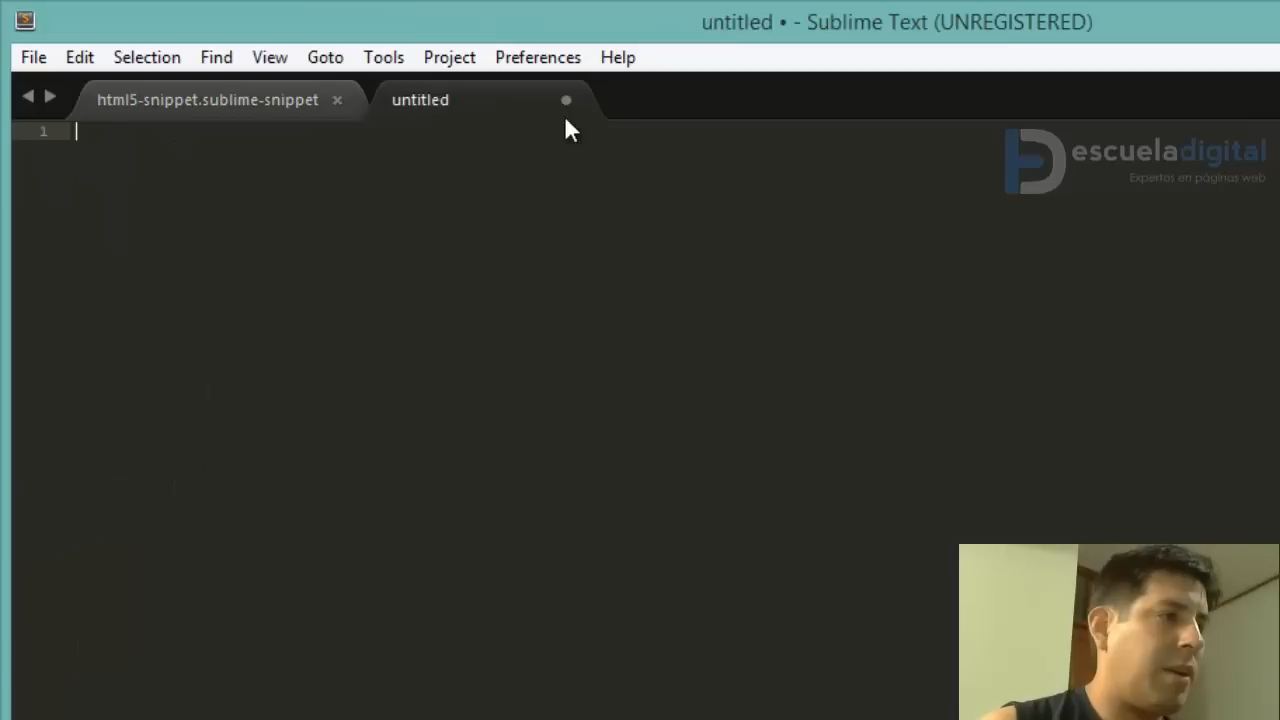 untitled • - Sublime Text (UNREGISTERED)
File Edit Selection Find View Goto Tools Project Preferences Help
html5-snippet.sublime-snippet × untitled
1
escueladigital
Expertos en páginas web